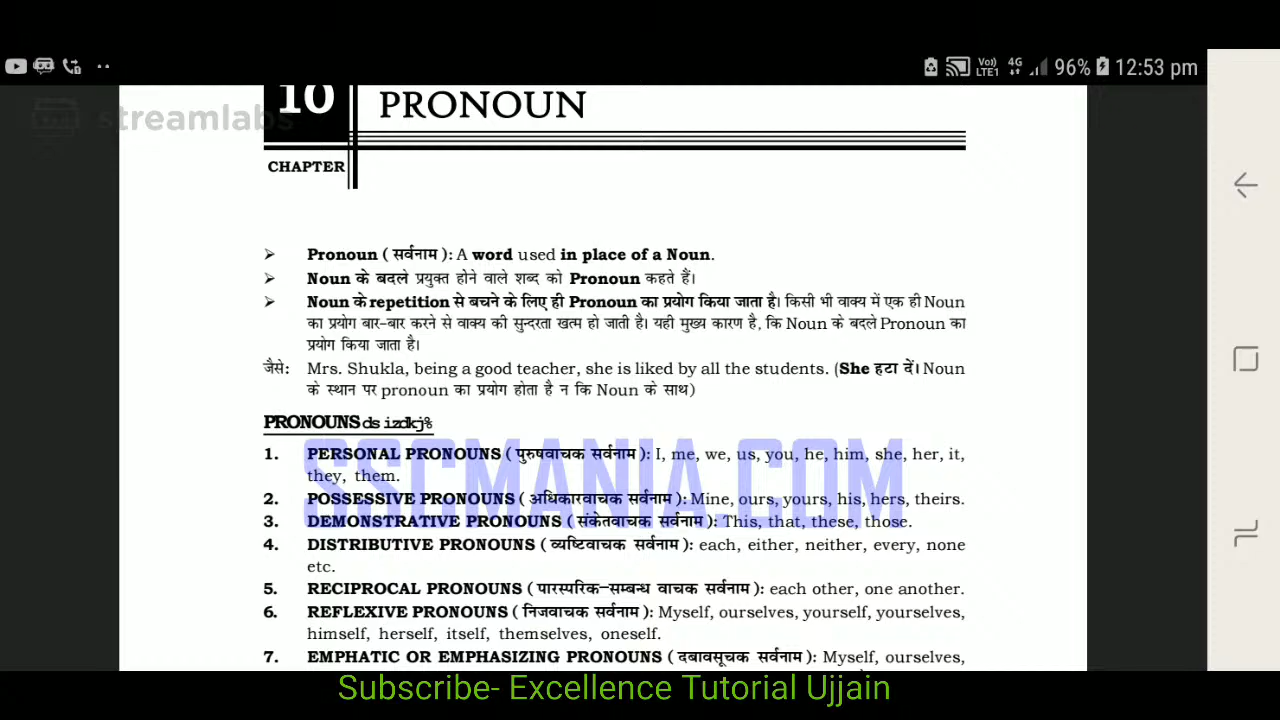 Vo)) 4G
LTE1 96% 12:53 pm
streamlabs
10 PRONOUN
CHAPTER
➢ Pronoun ( सर्वनाम ): A word used in place of a Noun.
➢ Noun के बदले प्रयुक्त होने वाले शब्द को Pronoun कहते हैं।
➢ Noun के repetition से बचने के लिए ही Pronoun का प्रयोग किया जाता है। किसी भी वाक्य में एक ही Noun
का प्रयोग बार-बार करने से वाक्य की सुन्दरता खत्म हो जाती है। यही मुख्य कारण है, कि Noun के बदले Pronoun का
प्रयोग किया जाता है।
जैसे: Mrs. Shukla, being a good teacher, she is liked by all the students. (She हटा दें। Noun
के स्थान पर pronoun का प्रयोग होता है न कि Noun के साथ)
PRONOUNS ds izdkj%
SSCMANIA.COM
1. PERSONAL PRONOUNS ( पुरुषवाचक सर्वनाम ): I, me, we, us, you, he, him, she, her, it,
they, them.
2. POSSESSIVE PRONOUNS ( अधिकारवाचक सर्वनाम ): Mine, ours, yours, his, hers, theirs.
3. DEMONSTRATIVE PRONOUNS ( संकेतवाचक सर्वनाम ): This, that, these, those.
4. DISTRIBUTIVE PRONOUNS ( व्यष्टिवाचक सर्वनाम ): each, either, neither, every, none
etc.
5. RECIPROCAL PRONOUNS ( पारस्परिक-सम्बन्ध वाचक सर्वनाम ): each other, one another.
6. REFLEXIVE PRONOUNS ( निजवाचक सर्वनाम ): Myself, ourselves, yourself, yourselves,
himself, herself, itself, themselves, oneself.
7. EMPHATIC OR EMPHASIZING PRONOUNS ( दबावसूचक सर्वनाम ): Myself, ourselves,
Subscribe- Excellence Tutorial Ujjain